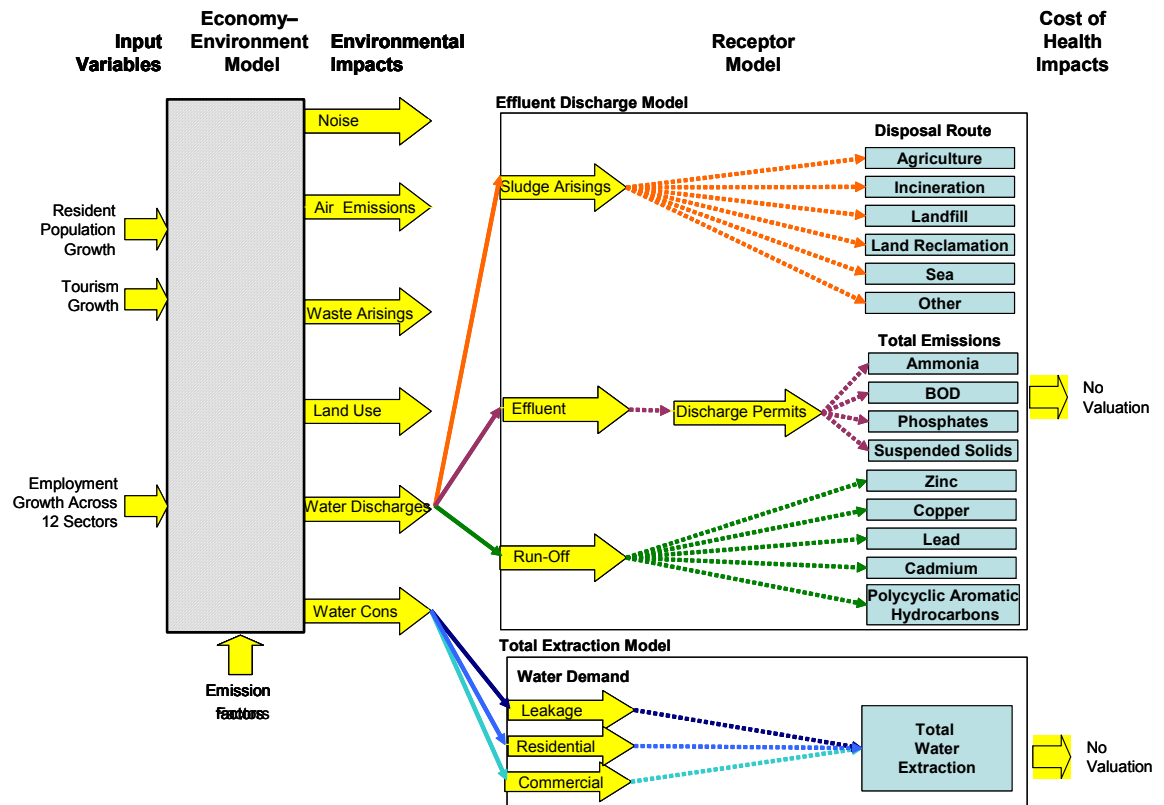 Input
Variables
Economy–
Environment
Model
Environmental
Impacts
Receptor
Model
Cost of
Health
Impacts
Resident
Population
Growth
Tourism
Growth
Employment
Growth Across
12 Sectors
Emission
Factors
Noise
Air Emissions
Waste Arisings
Land Use
Water Discharges
Water Cons
Effluent Discharge Model
Sludge Arisings
Disposal Route
Agriculture
Incineration
Landfill
Land Reclamation
Sea
Other
Effluent
Discharge Permits
Total Emissions
Ammonia
BOD
Phosphates
Suspended Solids
Run-Off
Zinc
Copper
Lead
Cadmium
Polycyclic Aromatic
Hydrocarbons
No
Valuation
Total Extraction Model
Water Demand
Leakage
Residential
Commercial
Total
Water
Extraction
No
Valuation